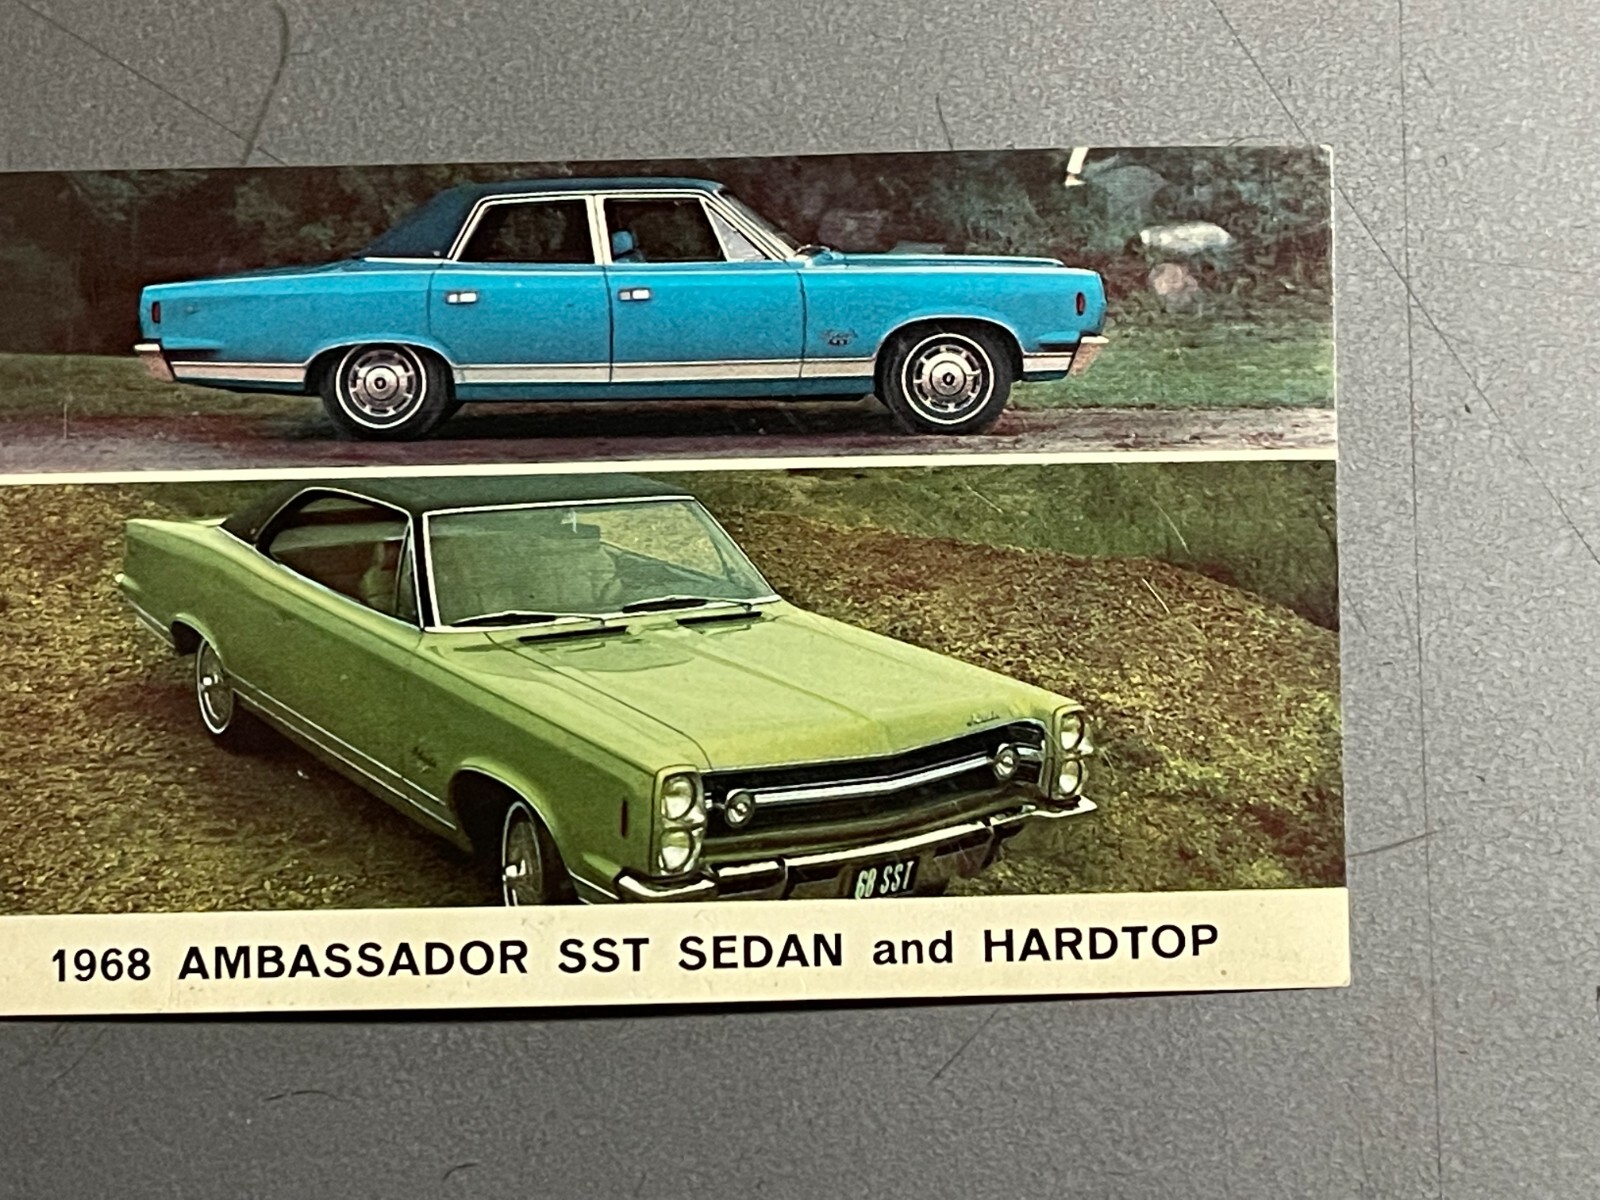 68 SST
1968 AMBASSADOR SST SEDAN and HARDTOP